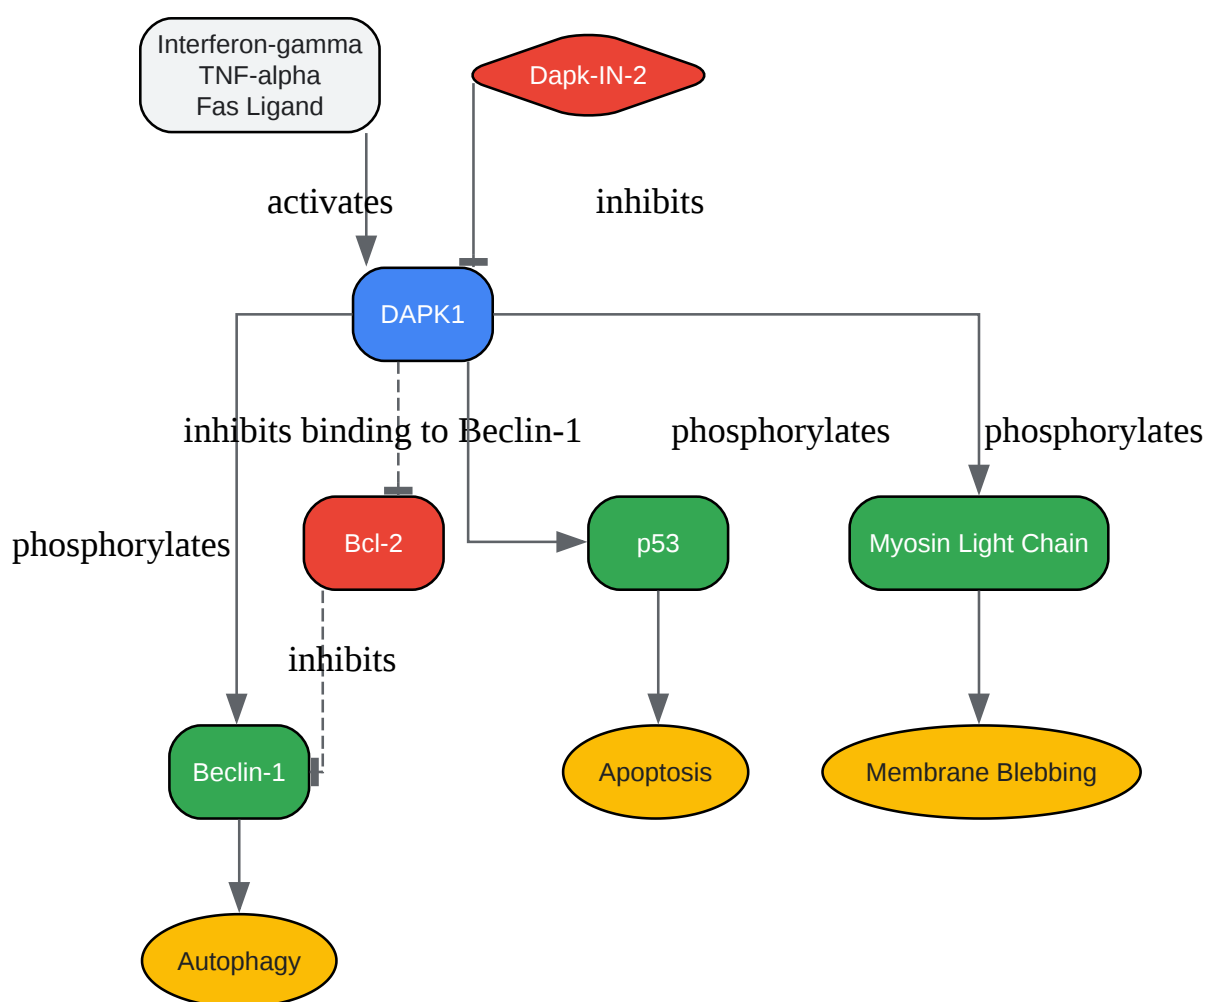 Interferon-gamma
TNF-alpha
Fas Ligand
Dapk-IN-2
activates
inhibits
DAPK1
inhibits binding to Beclin-1
phosphorylates
phosphorylates
phosphorylates
Bcl-2
p53
Myosin Light Chain
inhibits
Beclin-1
Apoptosis
Membrane Blebbing
Autophagy